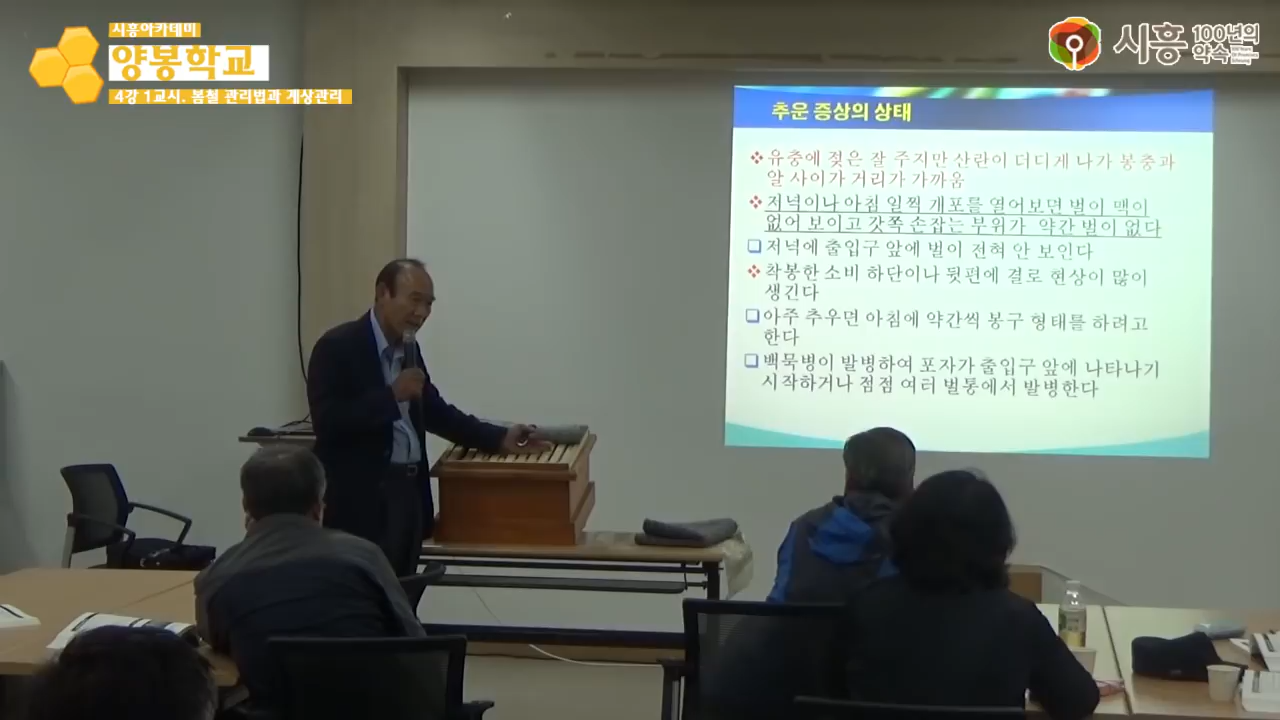 시흥아카데미
양봉학교
4강 1교시. 봄철 관리법과 계상관리
시흥 100년의
약속
추운 증상의 상태
❖유충에 젖은 잘 주지만 산란이 더디게 나가 봉충과
알 사이가 거리가 가까움
❖저녁이나 아침 일찍 개포를 열어보면 벌이 맥이
없어 보이고 갓쪽 손잡는 부위가 약간 벌이 없다
❑저녁에 출입구 앞에 벌이 전혀 안 보인다
❖착봉한 소비 하단이나 뒷편에 결로 현상이 많이
생긴다
❑아주 추우면 아침에 약간씩 봉구 형태를 하려고
한다
❑백묵병이 발병하여 포자가 출입구 앞에 나타나기
시작하거나 점점 여러 벌통에서 발병한다